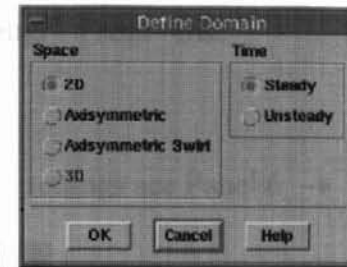 Define Domain
Space
2D
Axisymmetric
Axisymmetric Swirl
3D
Time
Steady
Unsteady
OK
Cancel
Help